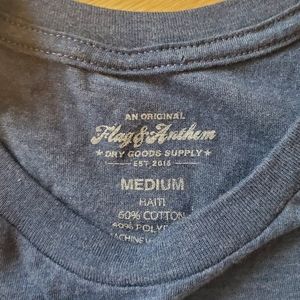 AN ORIGINAL
Flag & Anthem
★ DRY GOODS SUPPLY ★
EST 2015
MEDIUM
HAITI
60% COTTON